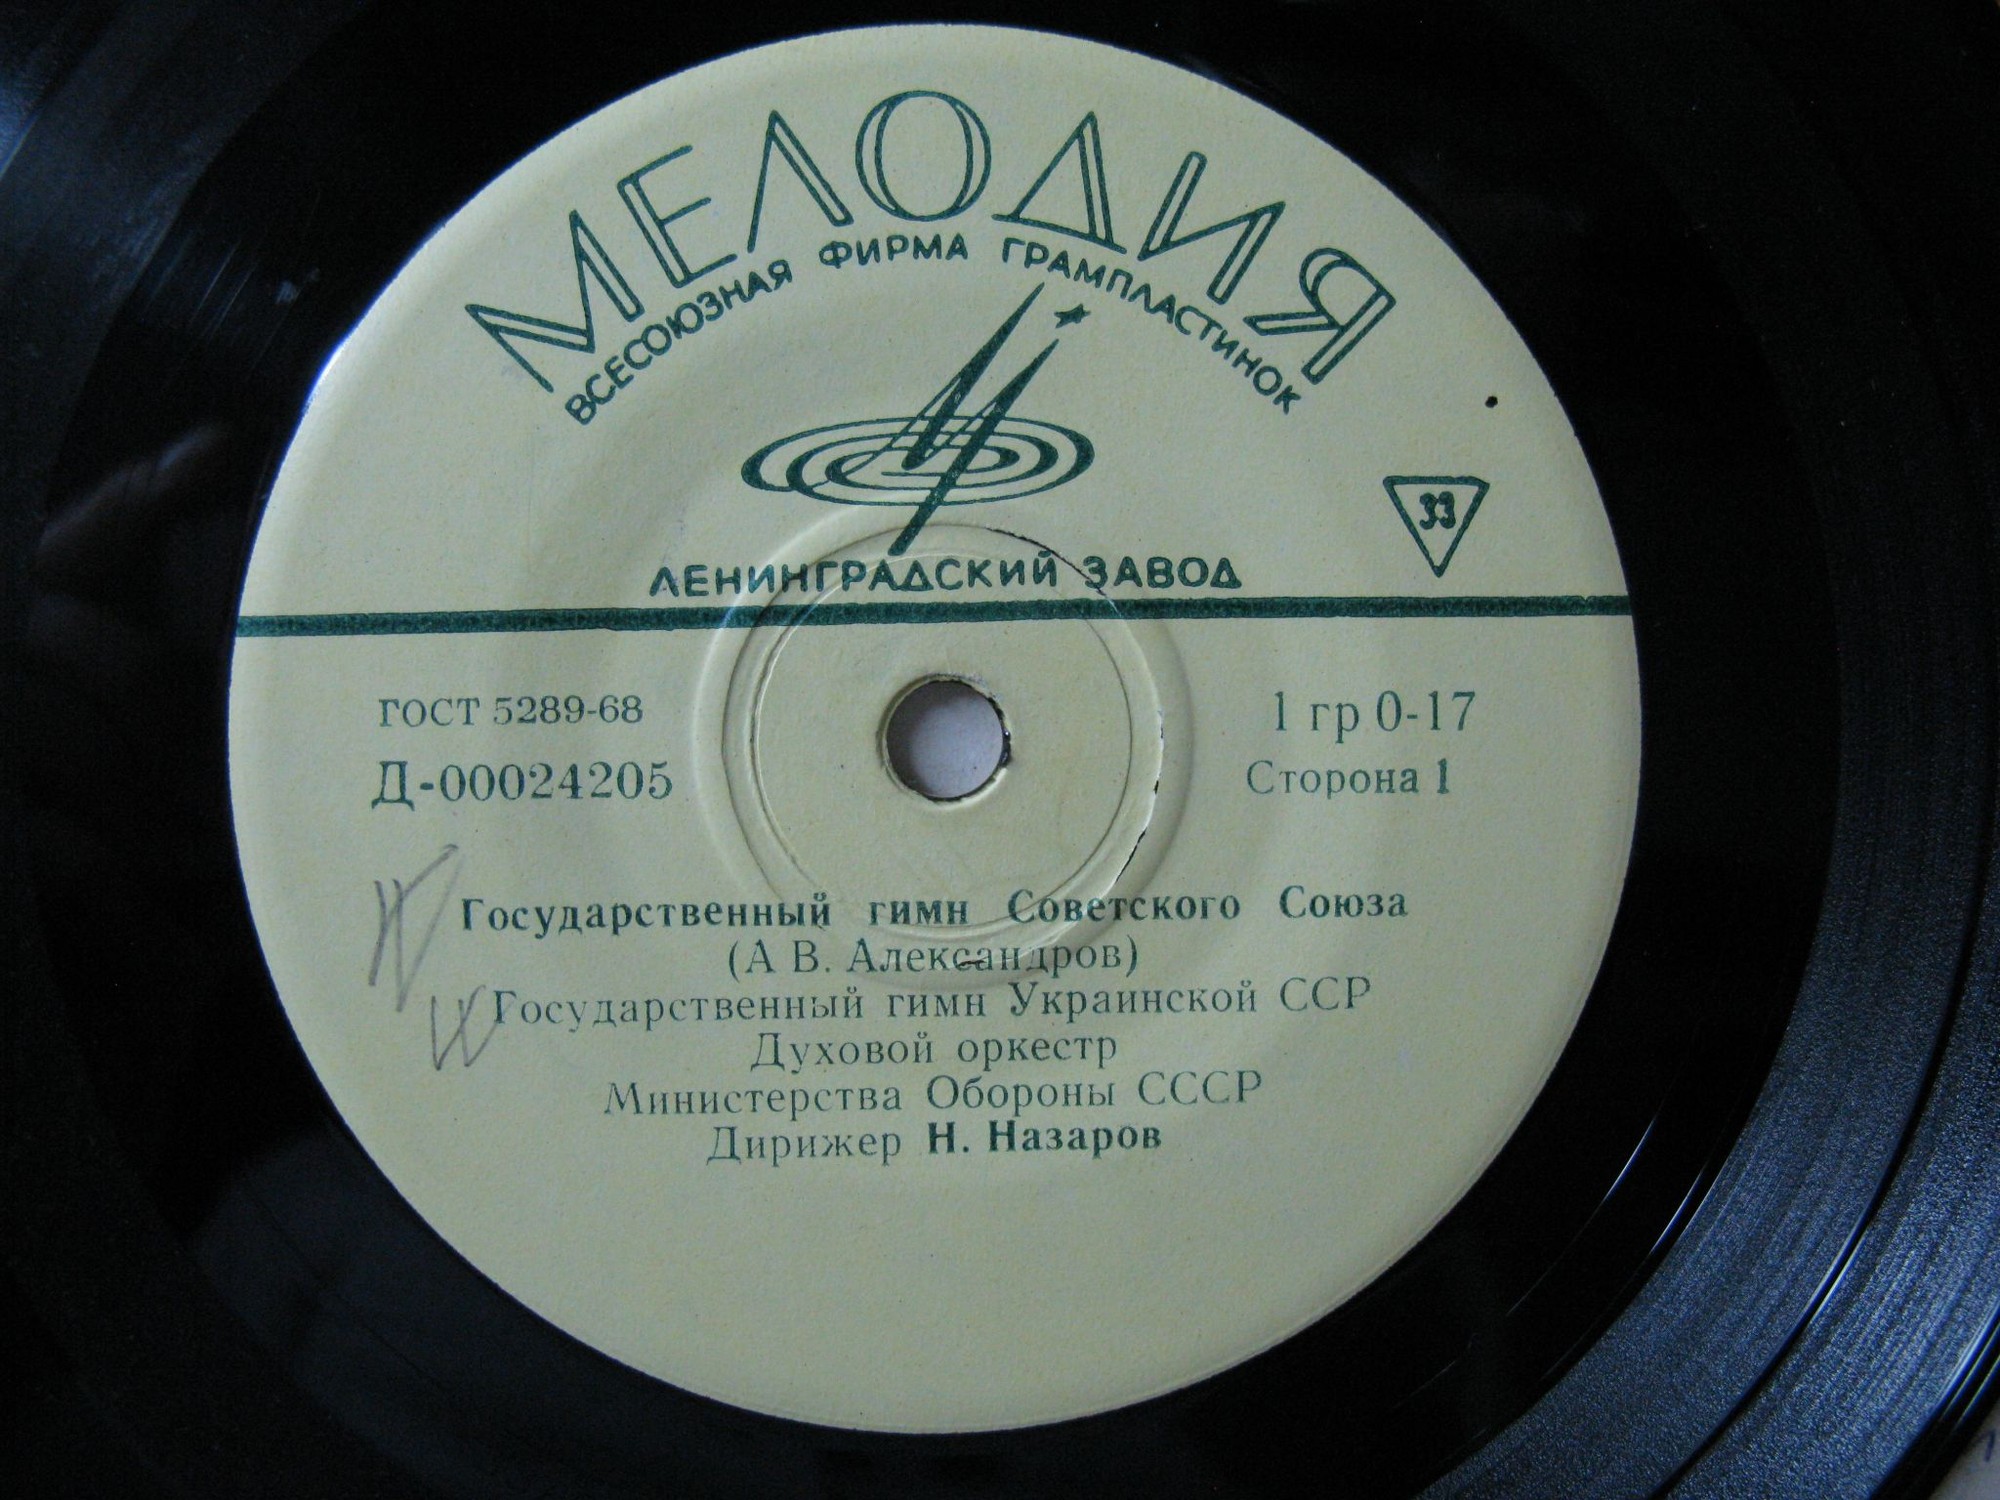 МЕЛОДИЯ
ВСЕСОЮЗНАЯ ФИРМА ГРАМПЛАСТИНОК
33
ЛЕНИНГРАДСКИЙ ЗАВОД
ГОСТ 5289-68
1 гр 0-17
Д-00024205
Сторона 1
Государственный гимн Советского Союза
(А В. Александров)
Государственный гимн Украинской ССР
Духовой оркестр
Министерства Обороны СССР
Дирижер Н. Назаров